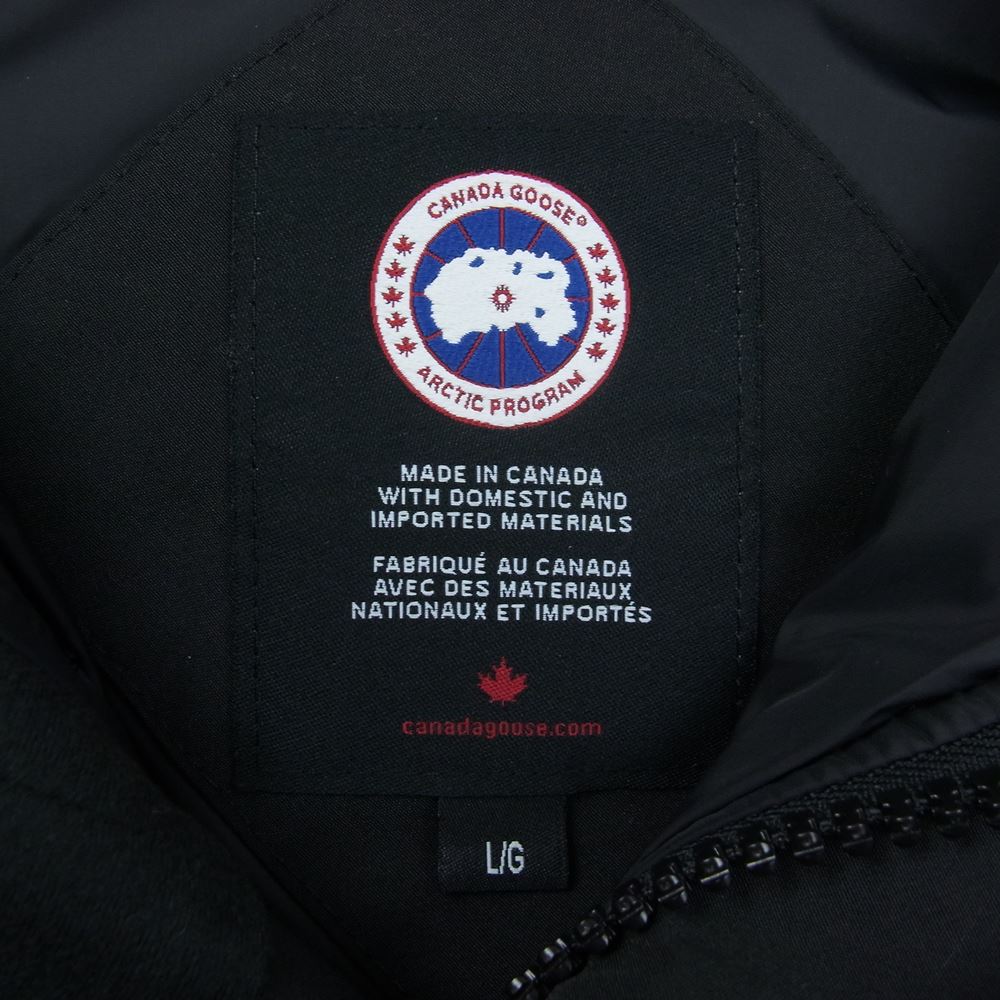 CANADA GOOSE®
ARCTIC PROGRAM
MADE IN CANADA
WITH DOMESTIC AND
IMPORTED MATERIALS
FABRIQUÉ AU CANADA
AVEC DES MATERIAUX
NATIONAUX ET IMPORTÉS
canadagoose.com
L/G